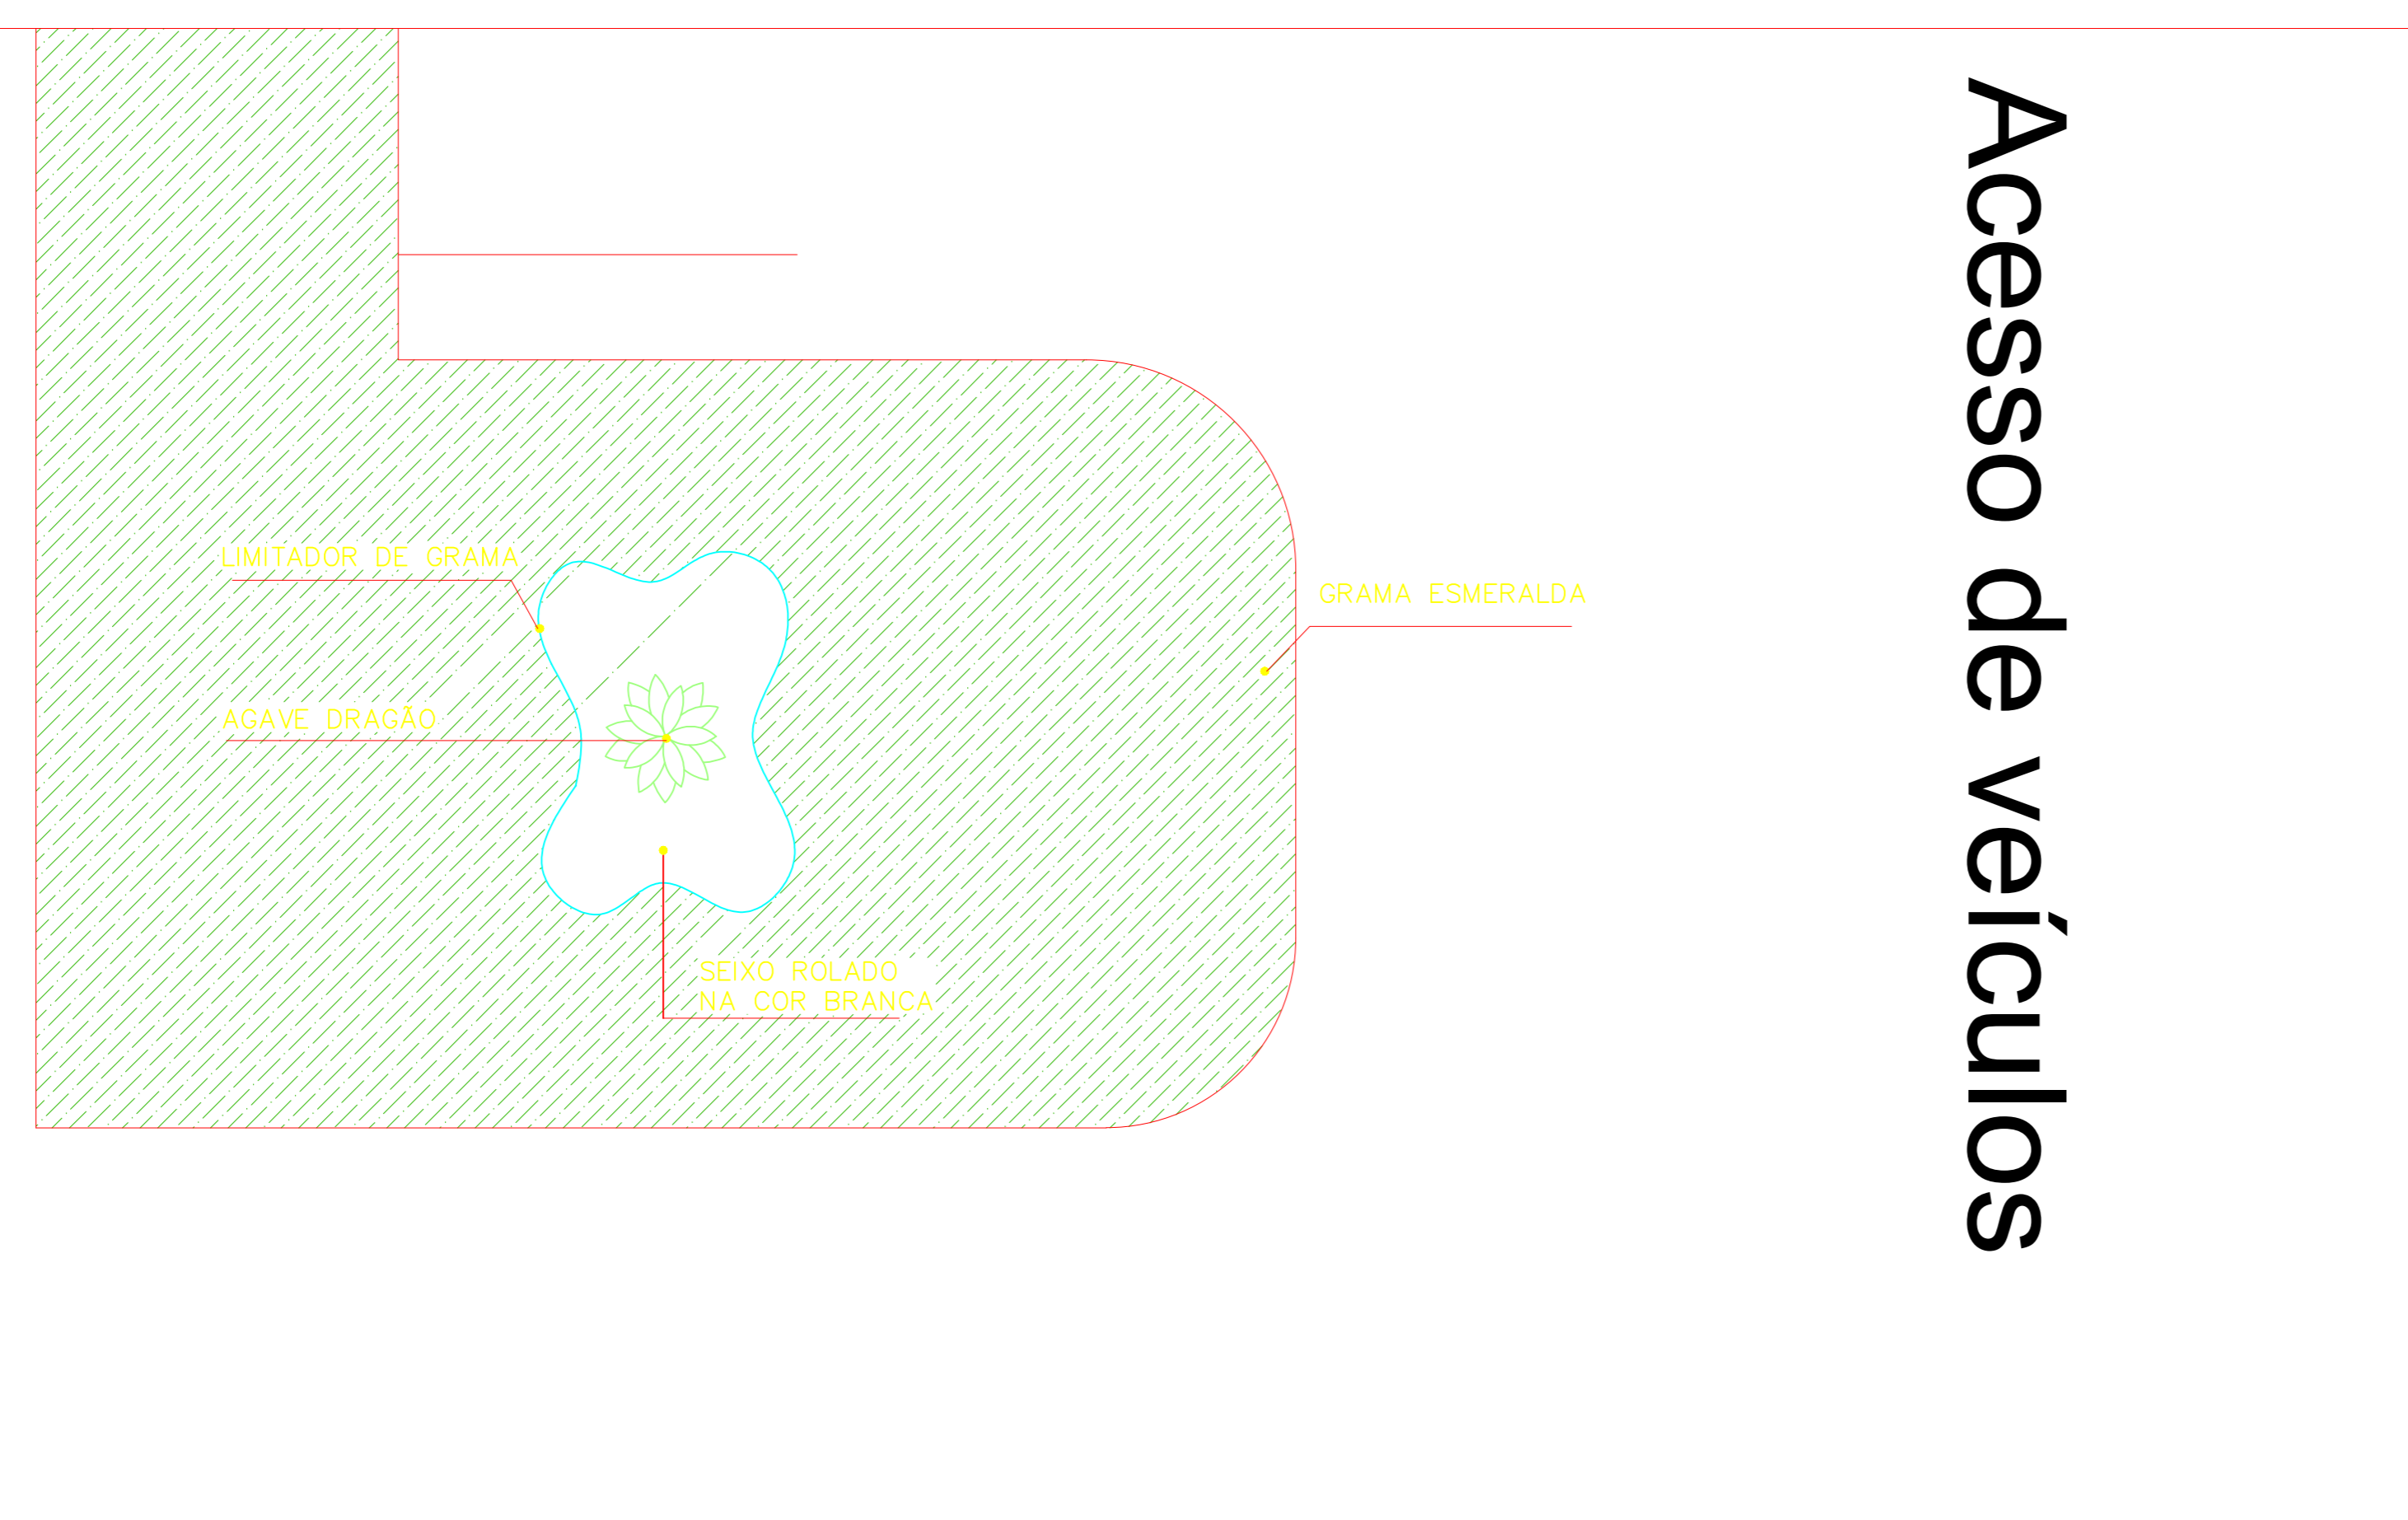 LIMITADOR DE GRAMA
GRAMA ESMERALDA
AGAVE DRAGÃO
SEIXO ROLADO
NA COR BRANCA
Acesso de veículos